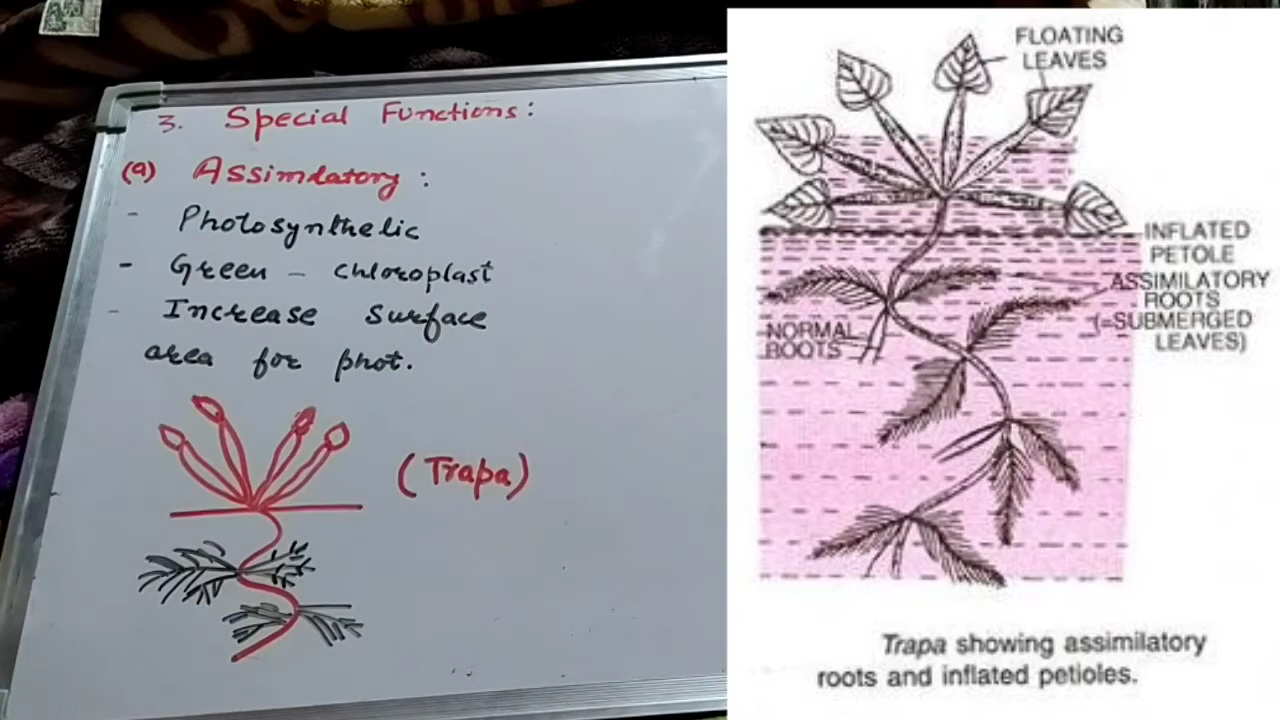 3. Special Functions:
(a) Assimilatory:
- Photosynthetic
- Green - chloroplast
- Increase surface
area for phot.
(Trapa)
FLOATING
LEAVES
INFLATED
PETOLE
ASSIMILATORY
ROOTS
(=SUBMERGED
LEAVES)
NORMAL
ROOTS
Trapa showing assimilatory
roots and inflated petioles.